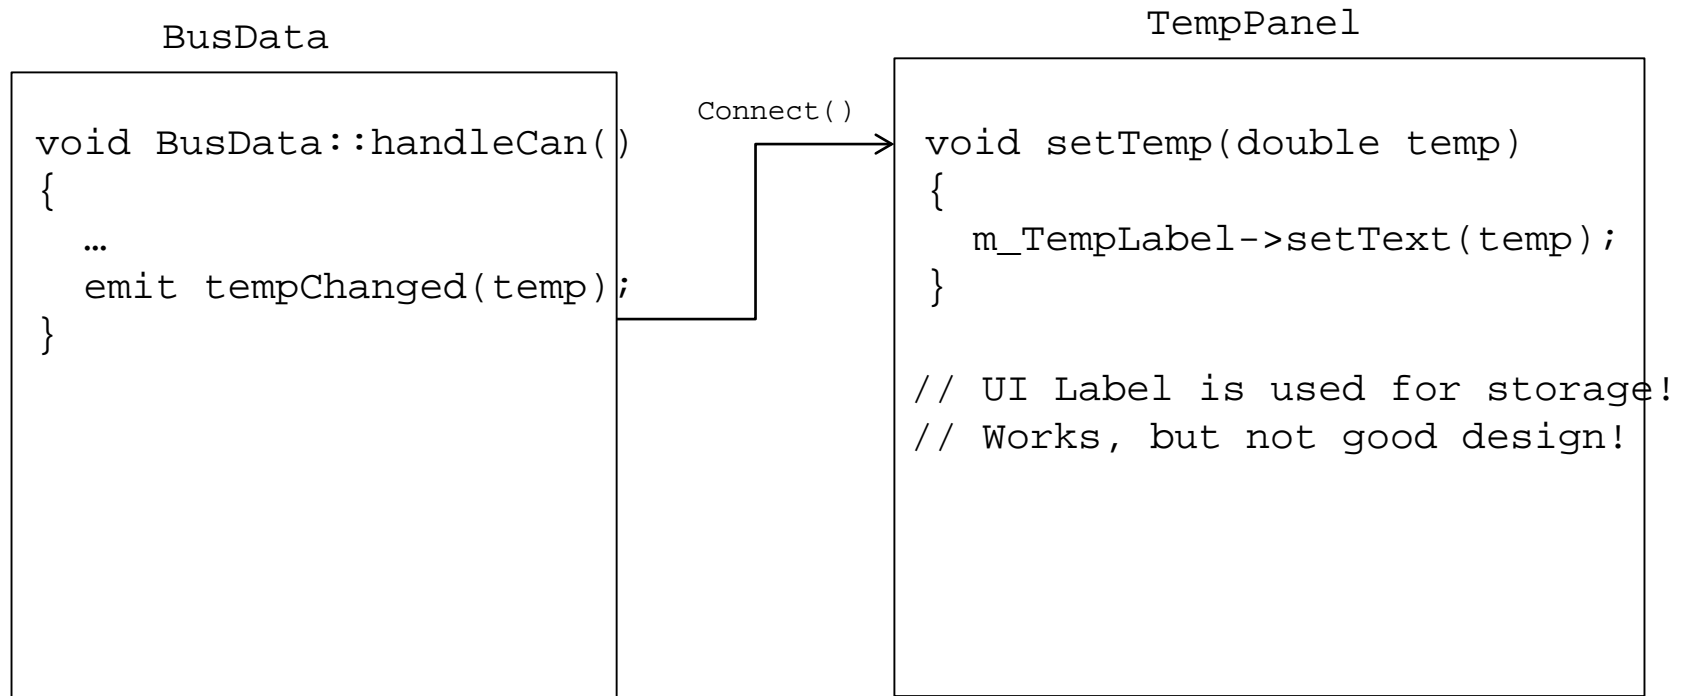 BusData
void BusData::handleCan()
{
…
emit tempChanged(temp);
}
Connect()
TempPanel
void setTemp(double temp)
{
m_TempLabel->setText(temp);
}
// UI Label is used for storage!
// Works, but not good design!